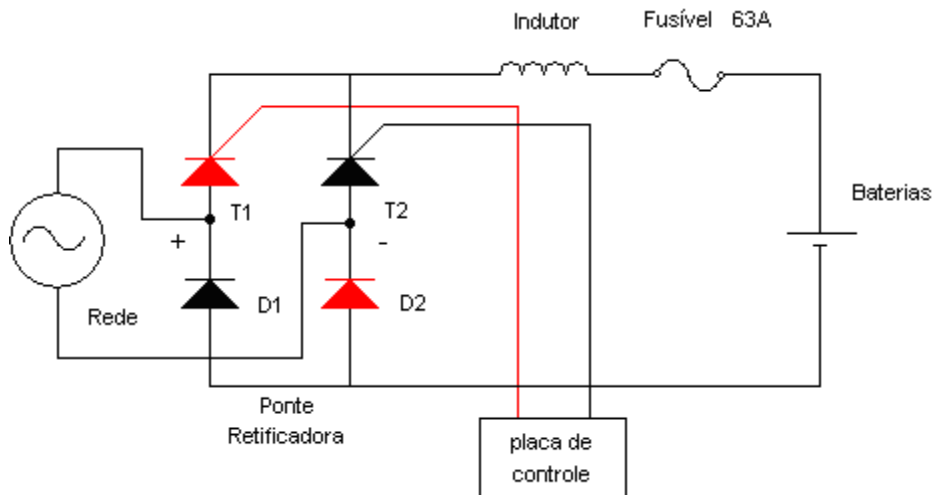 Indutor
Fusível 63A
T1
T2
Baterias
+
-
D1
D2
Rede
Ponte
Retificadora
placa de
controle